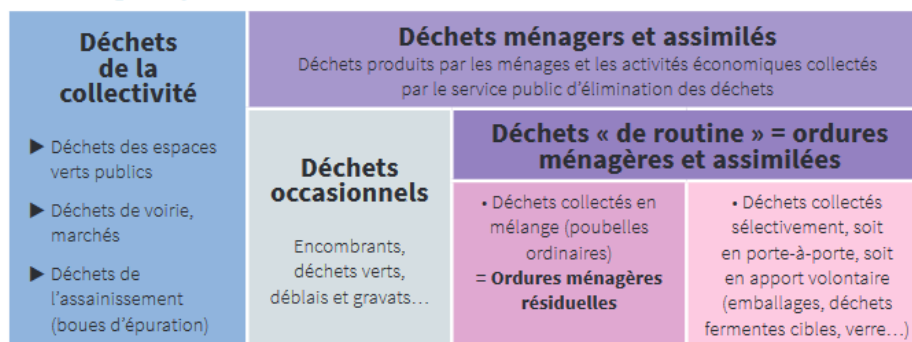 Déchets
de la
collectivité
▶ Déchets des espaces
verts publics
▶ Déchets de voirie,
marchés
▶ Déchets de
l'assainissement
(boues d'épuration)
Déchets ménagers et assimilés
Déchets produits par les ménages et les activités économiques collectés
par le service public d'élimination des déchets
Déchets
occasionnels
Encombrants,
déchets verts,
déblais et gravats…
Déchets « de routine » = ordures
ménagères et assimilées
• Déchets collectés en
mélange (poubelles
ordinaires)
= Ordures ménagères
résiduelles
• Déchets collectés
sélectivement, soit
en porte-à-porte, soit
en apport volontaire
(emballages, déchets
fermentes cibles, verre…)